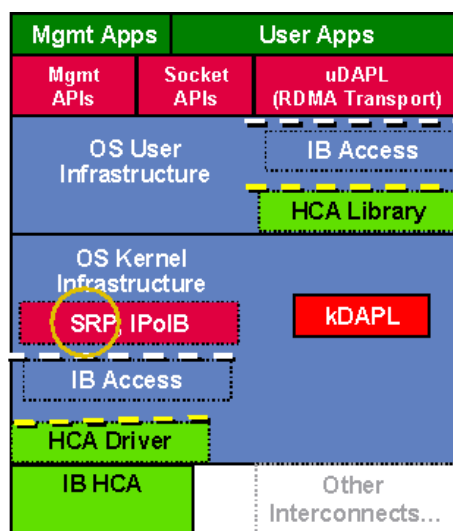 Mgmt Apps
User Apps
Mgmt
APIs
Socket
APIs
uDAPL
(RDMA Transport)
OS User
Infrastructure
IB Access
HCA Library
OS Kernel
Infrastructure
SRP, IPoIB
kDAPL
IB Access
HCA Driver
IB HCA
Other
Interconnects...